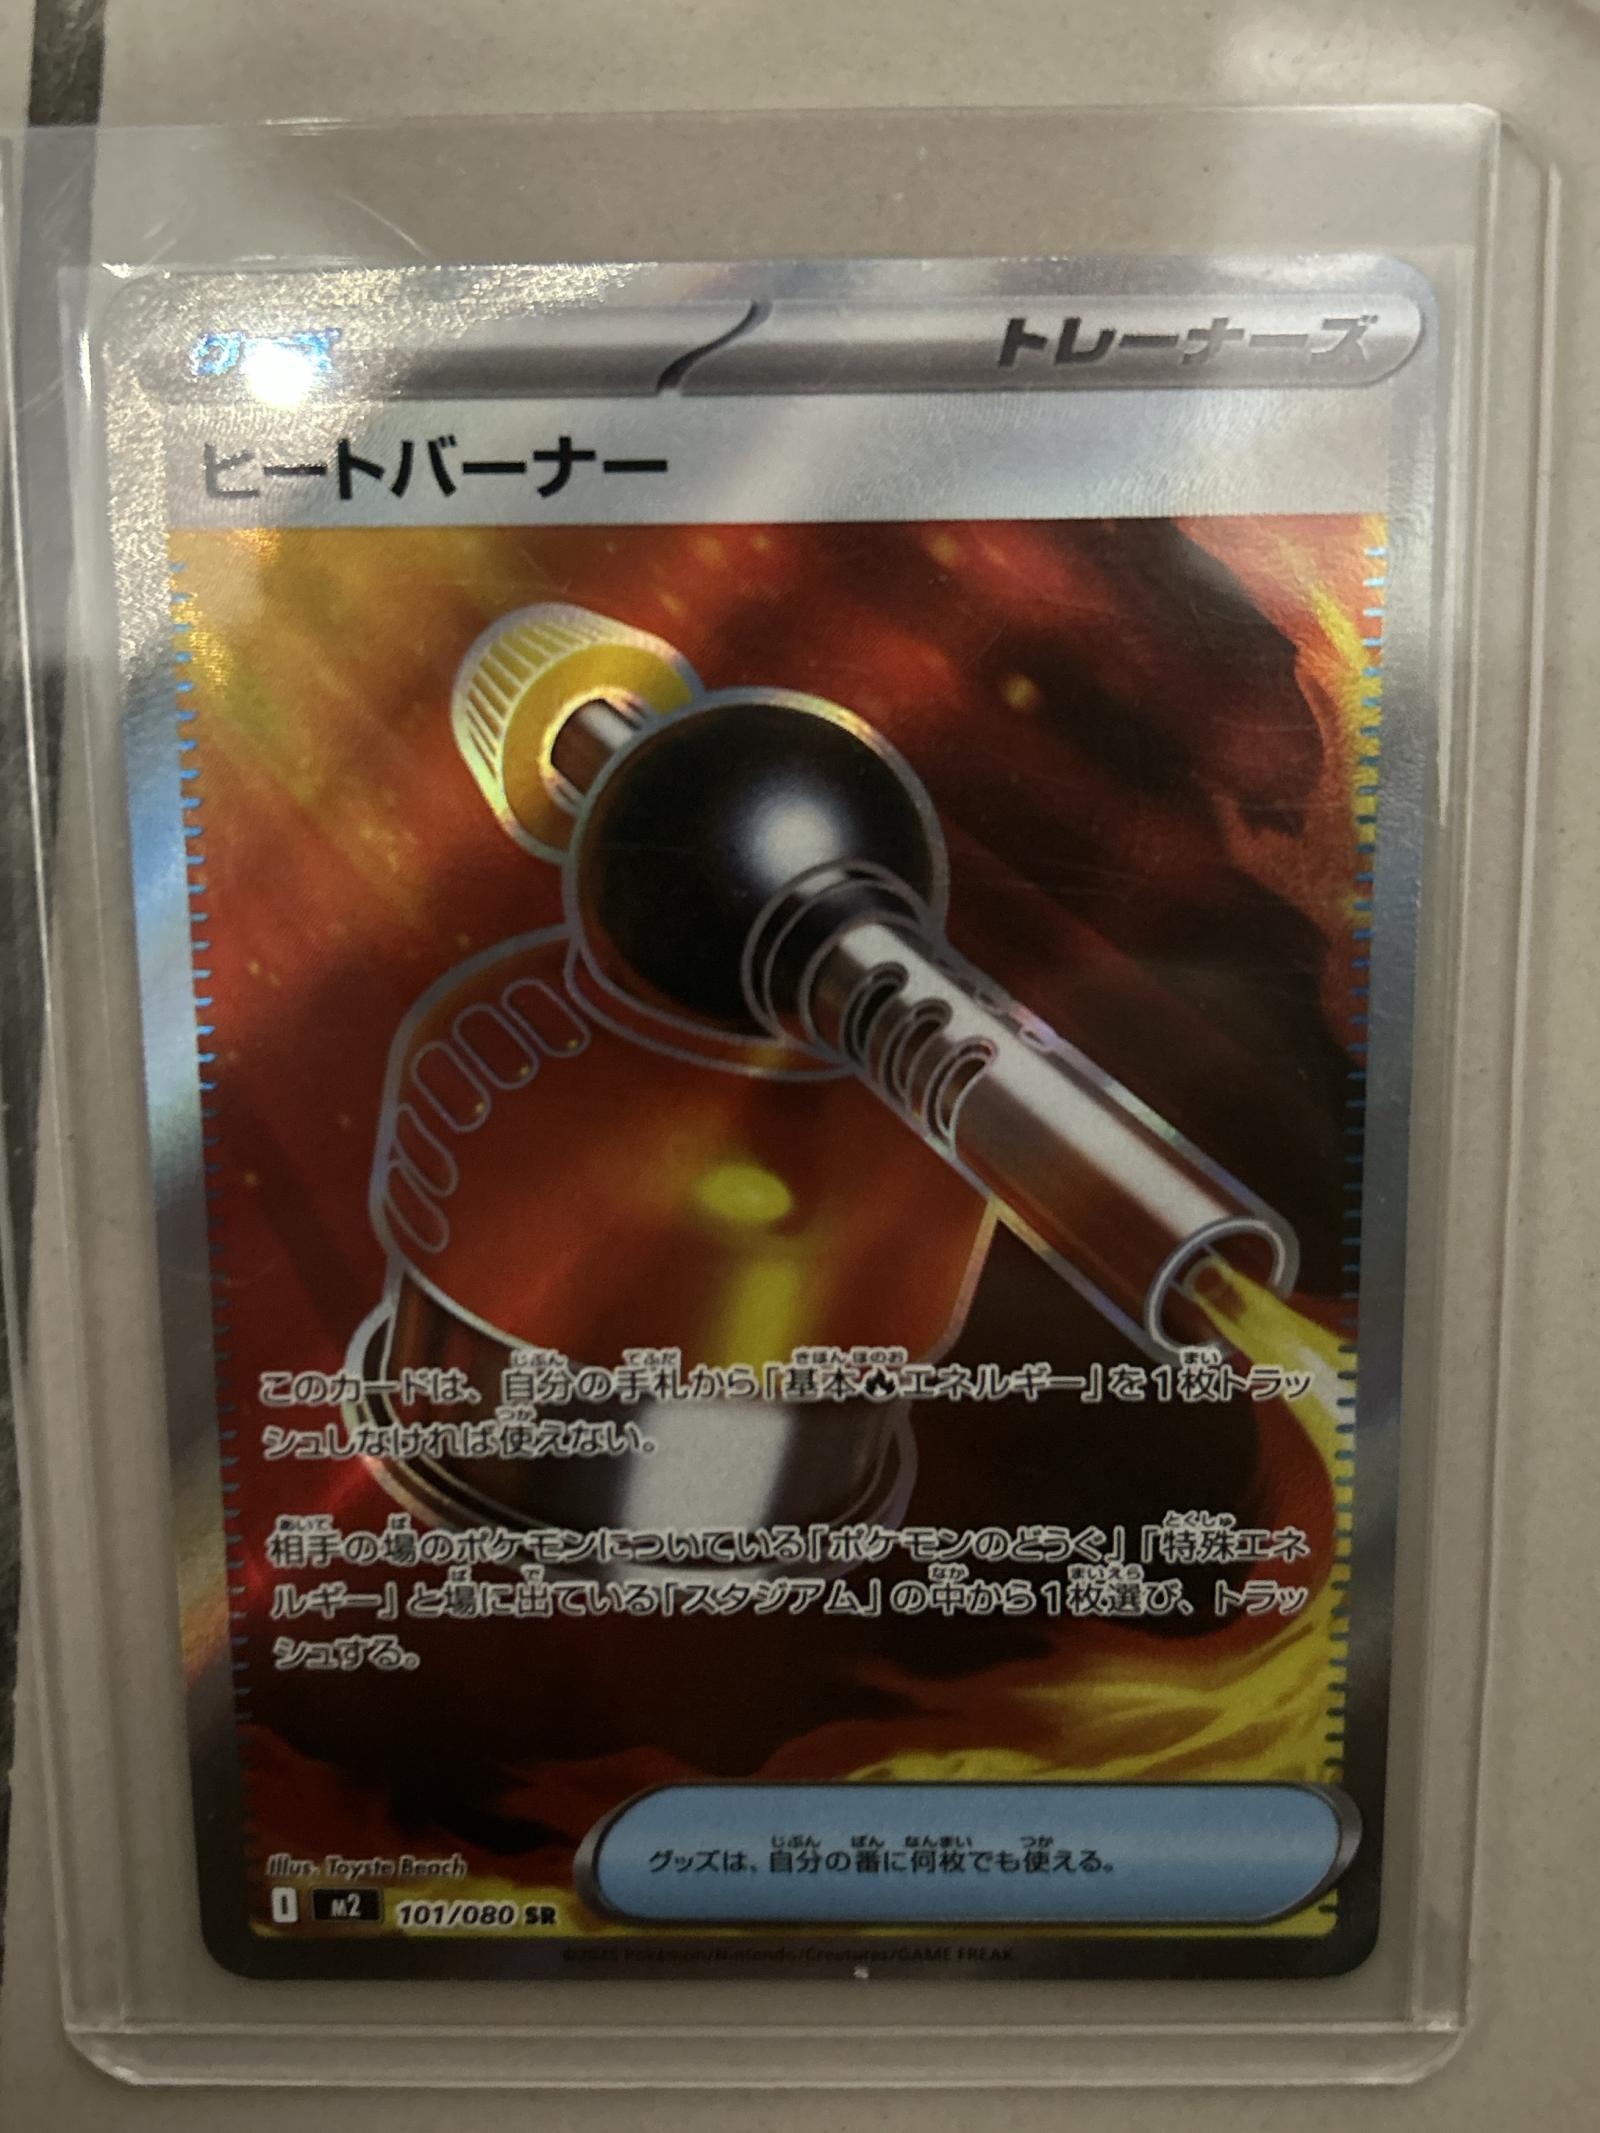 グッズ
トレーナーズ
ヒートバーナー
このカードは、自分の手札から「基本🔥エネルギー」を1枚トラッ
シュしなければ使えない。
相手の場のポケモンについている「ポケモンのどうぐ」「特殊エネ
ルギー」と場に出ている「スタジアム」の中から1枚選び、トラッ
シュする。
グッズは、自分の番に何枚でも使える。
Illus. Toyste Beach
I M2 101/080 SR
©2025 Pokémon/Nintendo/Creatures/GAME FREAK